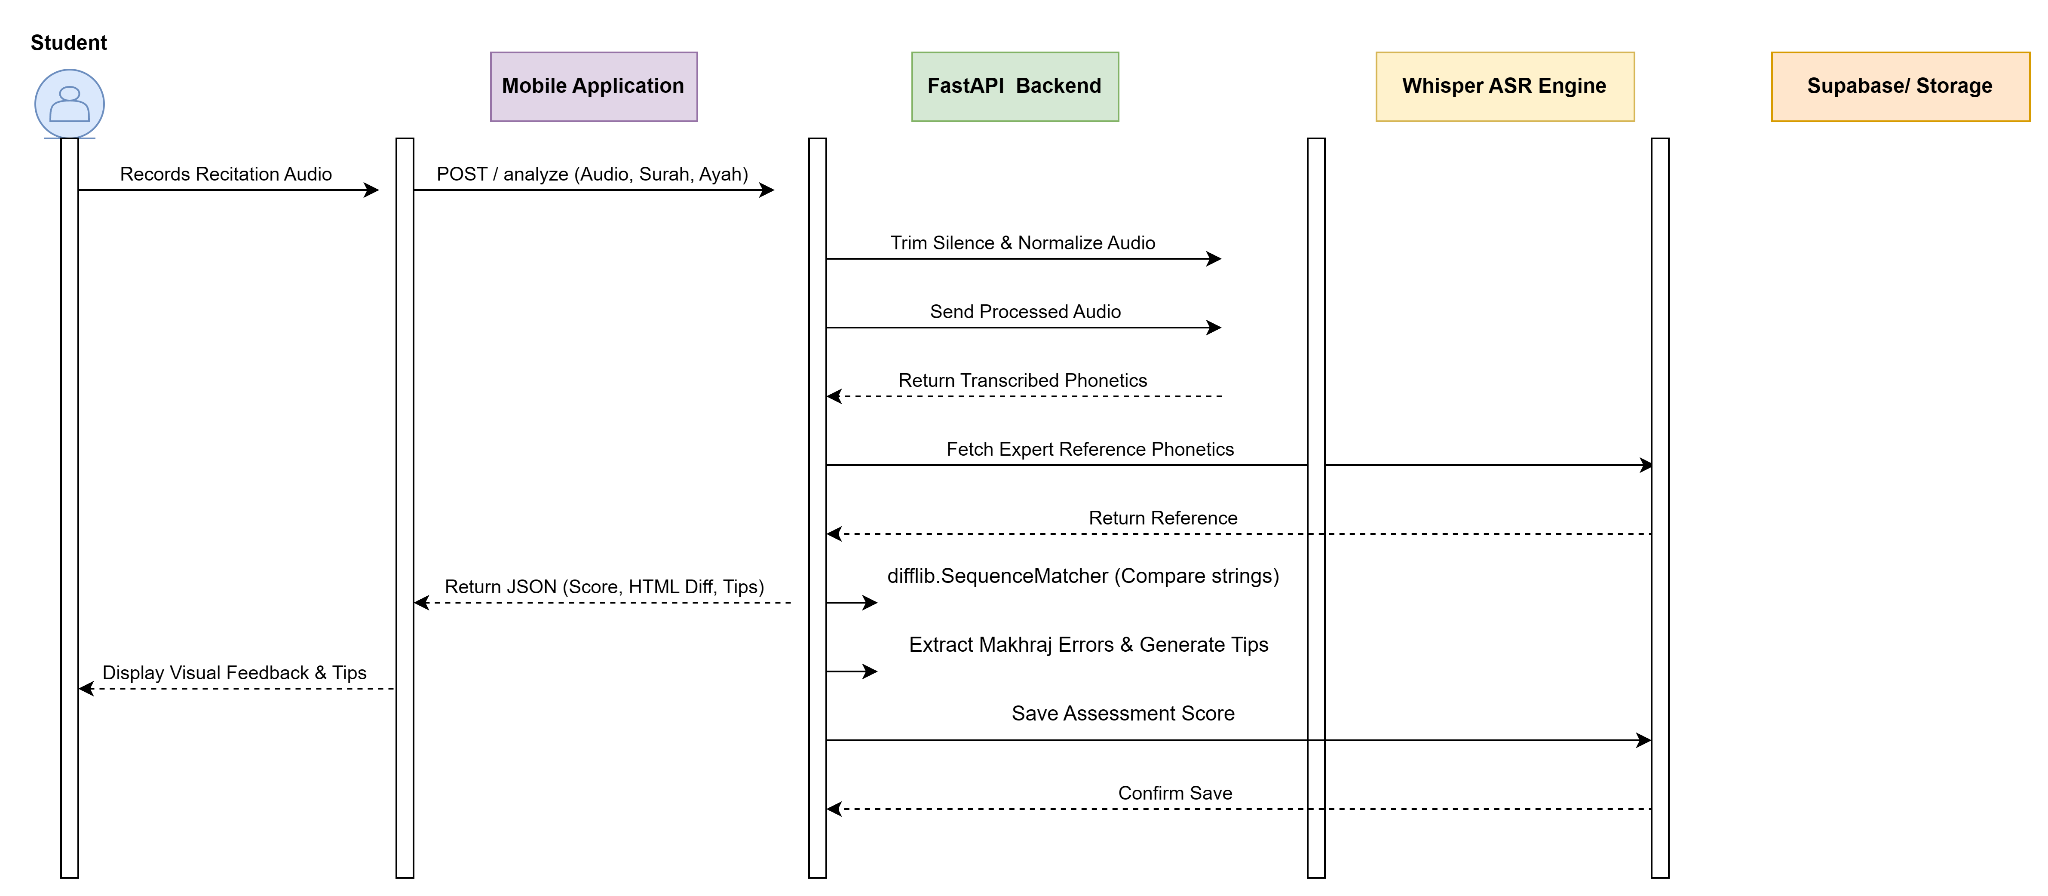 Student
Mobile Application
FastAPI  Backend
Whisper ASR Engine
Supabase/ Storage
Records Recitation Audio
POST / analyze (Audio, Surah, Ayah)
Trim Silence & Normalize Audio
Send Processed Audio
Return Transcribed Phonetics
Fetch Expert Reference Phonetics
Return Reference
difflib.SequenceMatcher (Compare strings)
Return JSON (Score, HTML Diff, Tips)
Extract Makhraj Errors & Generate Tips
Display Visual Feedback & Tips
Save Assessment Score
Confirm Save